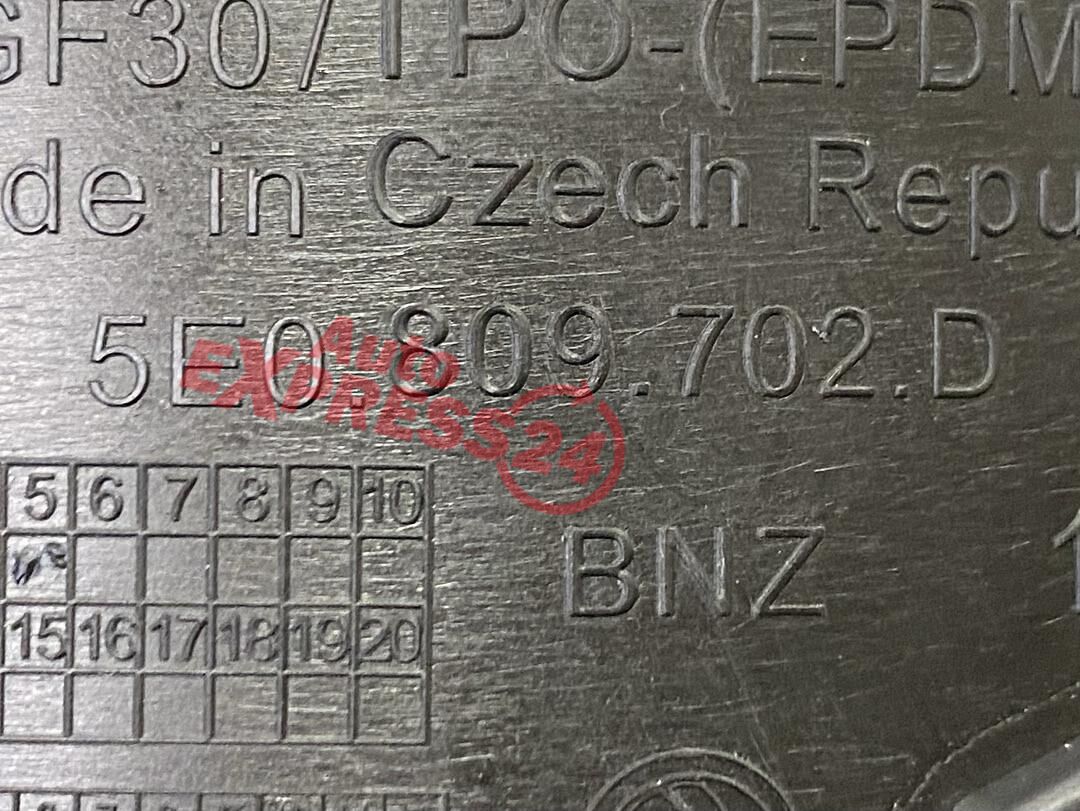 GF30/TPO-(EPDM
de in Czech Repu
5E0.809.702.D
Auto
EXPRESS24
5 6 7 8 9 10
BNZ 1
15 16 17 18 19 20